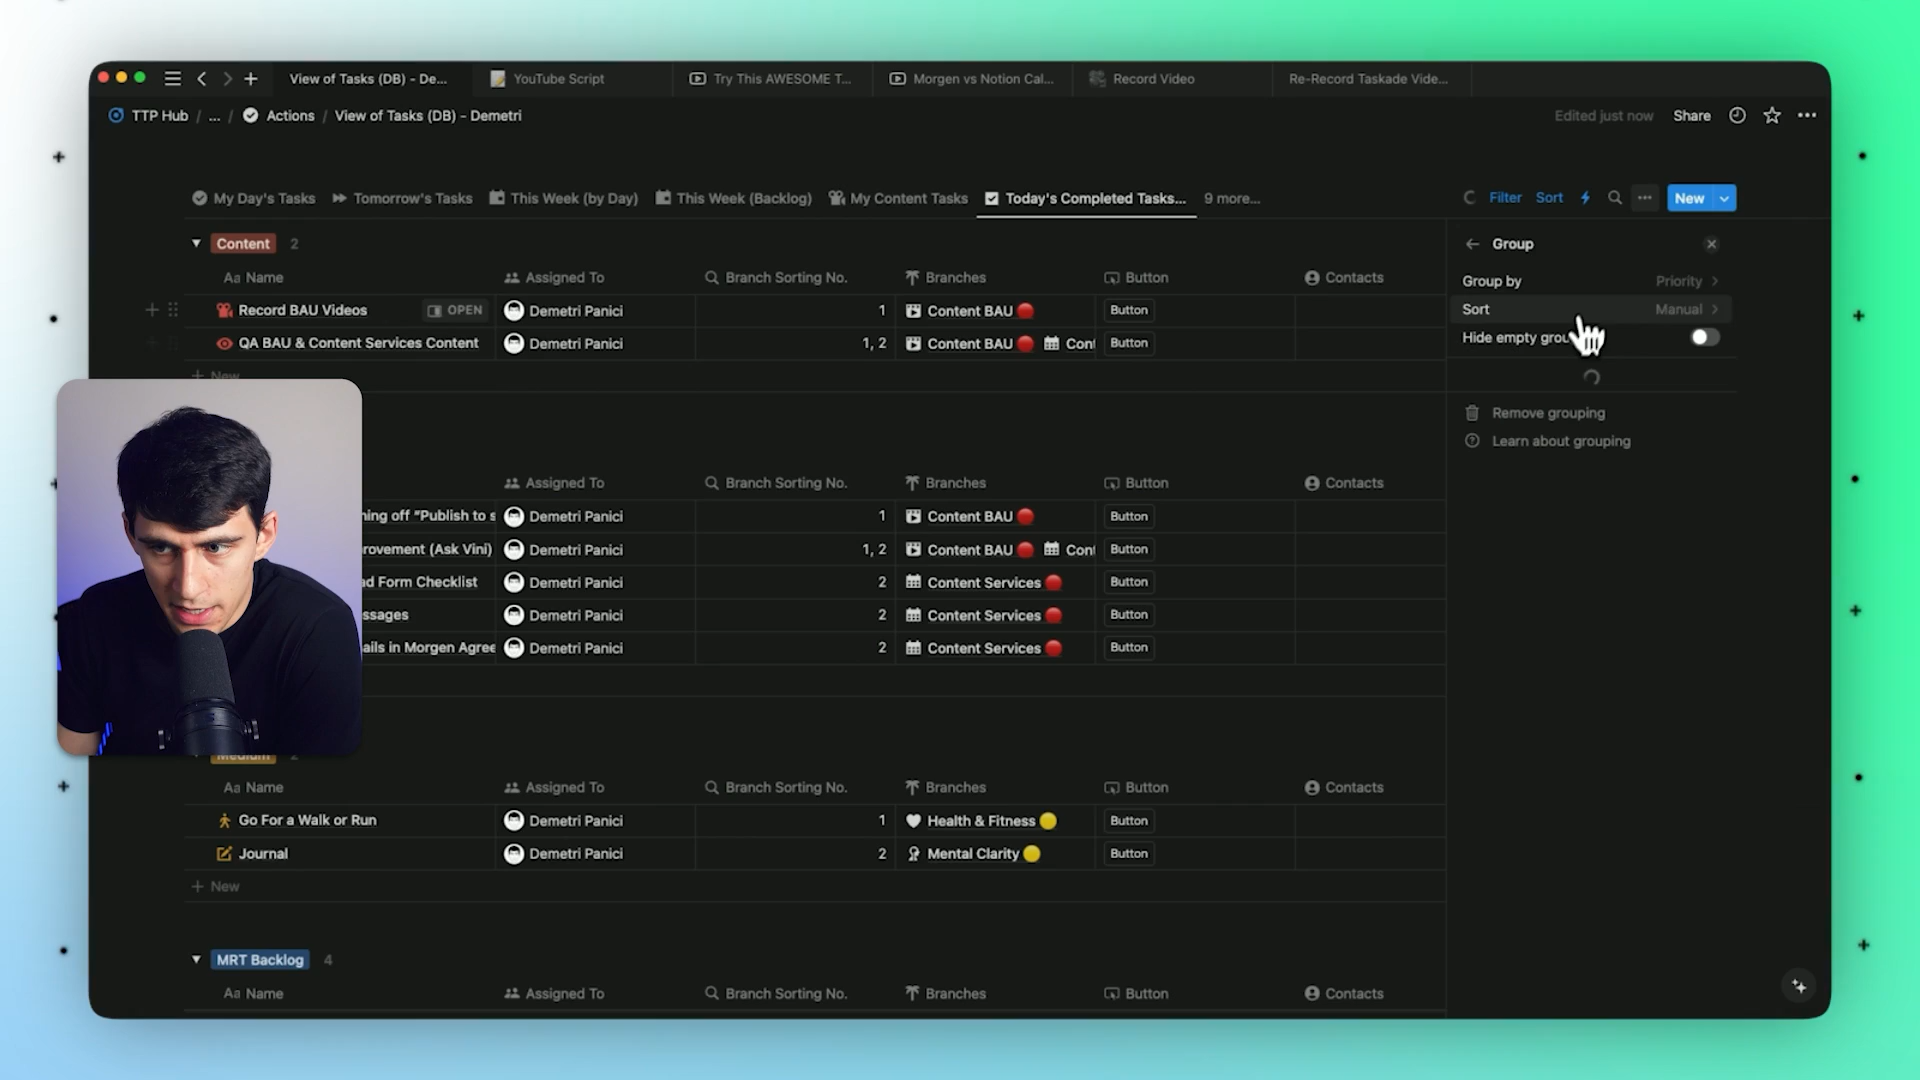 View of Tasks (DB) – De...
YouTube Script
Try This AWESOME T...
Morgen vs Notion Cal...
Record Video
Re-Record Taskade Vide...
TTP Hub / ... / Actions / View of Tasks (DB) – Demetri
Edited just now
Share
My Day's Tasks
Tomorrow's Tasks
This Week (by Day)
This Week (Backlog)
My Content Tasks
Today's Completed Tasks...
9 more...
Filter
Sort
New
Content 2
Aa Name Assigned To Branch Sorting No. Branches Button Contacts
Record BAU Videos OPEN Demetri Panici 1 Content BAU Button
QA BAU & Content Services Content Demetri Panici 1, 2 Content BAU Cont Button
New
Assigned To Branch Sorting No. Branches Button Contacts
ning off “Publish to s Demetri Panici 1 Content BAU Button
rovement (Ask Vini) Demetri Panici 1, 2 Content BAU Cont Button
ad Form Checklist Demetri Panici 2 Content Services Button
ssages Demetri Panici 2 Content Services Button
ails in Morgen Agree Demetri Panici 2 Content Services Button
Medium 2
Aa Name Assigned To Branch Sorting No. Branches Button Contacts
Go For a Walk or Run Demetri Panici 1 Health & Fitness Button
Journal Demetri Panici 2 Mental Clarity Button
New
MRT Backlog 4
Aa Name Assigned To Branch Sorting No. Branches Button Contacts
Group
Group by Priority
Sort Manual
Hide empty grou
Remove grouping
Learn about grouping